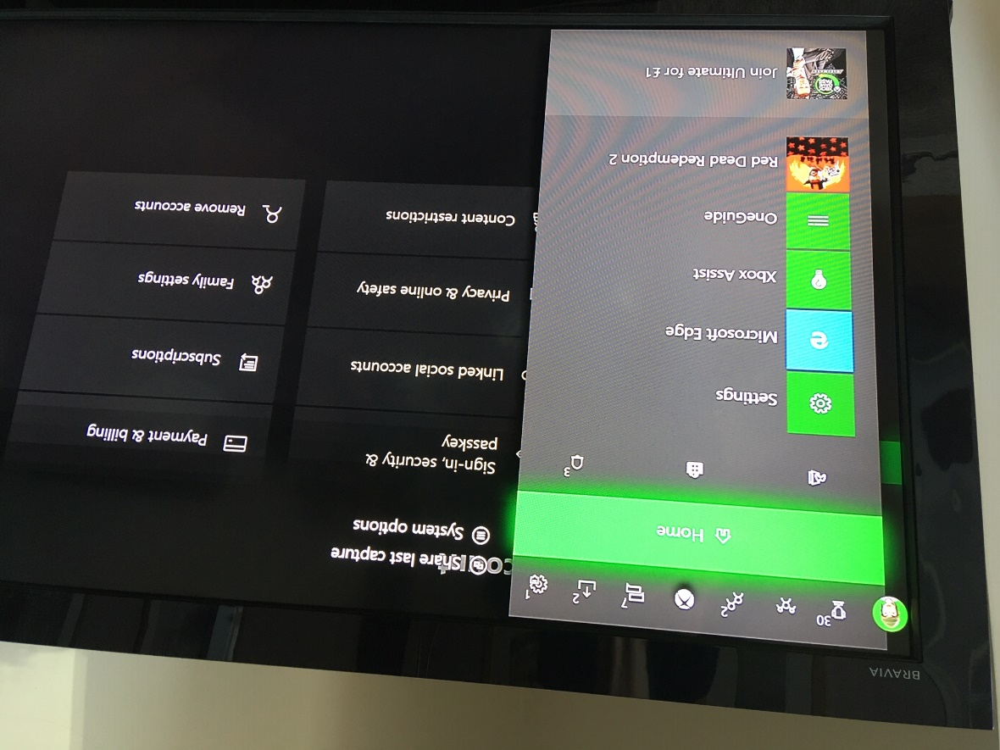 BRAVIA
30
2
7
2
1
Home
3
Settings
Microsoft Edge
Xbox Assist
OneGuide
Red Dead Redemption 2
Join Ultimate for £1
Share last capture
System options
Sign-in, security &
passkey
Linked social accounts
Privacy & online safety
Content restrictions
Payment & billing
Subscriptions
Family settings
Remove accounts